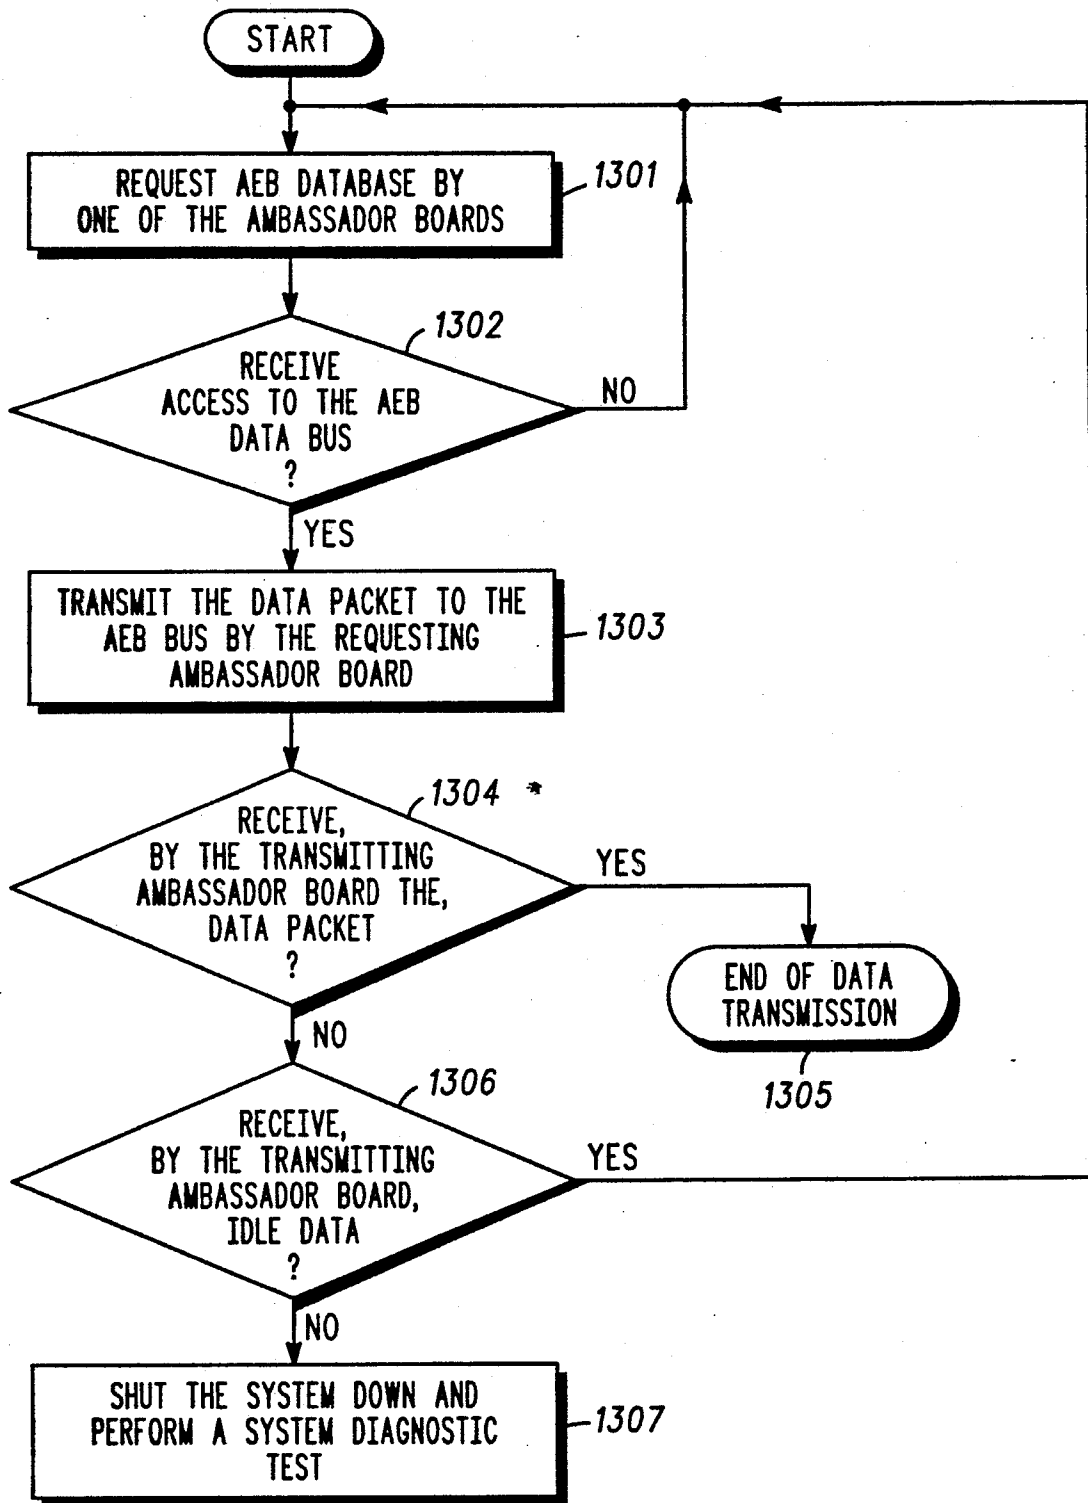 START
REQUEST AEB DATABASE BY
ONE OF THE AMBASSADOR BOARDS
1301
1302
RECEIVE
ACCESS TO THE AEB
DATA BUS
?
NO
YES
TRANSMIT THE DATA PACKET TO THE
AEB BUS BY THE REQUESTING
AMBASSADOR BOARD
1303
1304 *
RECEIVE,
BY THE TRANSMITTING
AMBASSADOR BOARD THE,
DATA PACKET
?
YES
END OF DATA
TRANSMISSION
1305
NO
1306
RECEIVE,
BY THE TRANSMITTING
AMBASSADOR BOARD,
IDLE DATA
?
YES
NO
SHUT THE SYSTEM DOWN AND
PERFORM A SYSTEM DIAGNOSTIC
TEST
1307